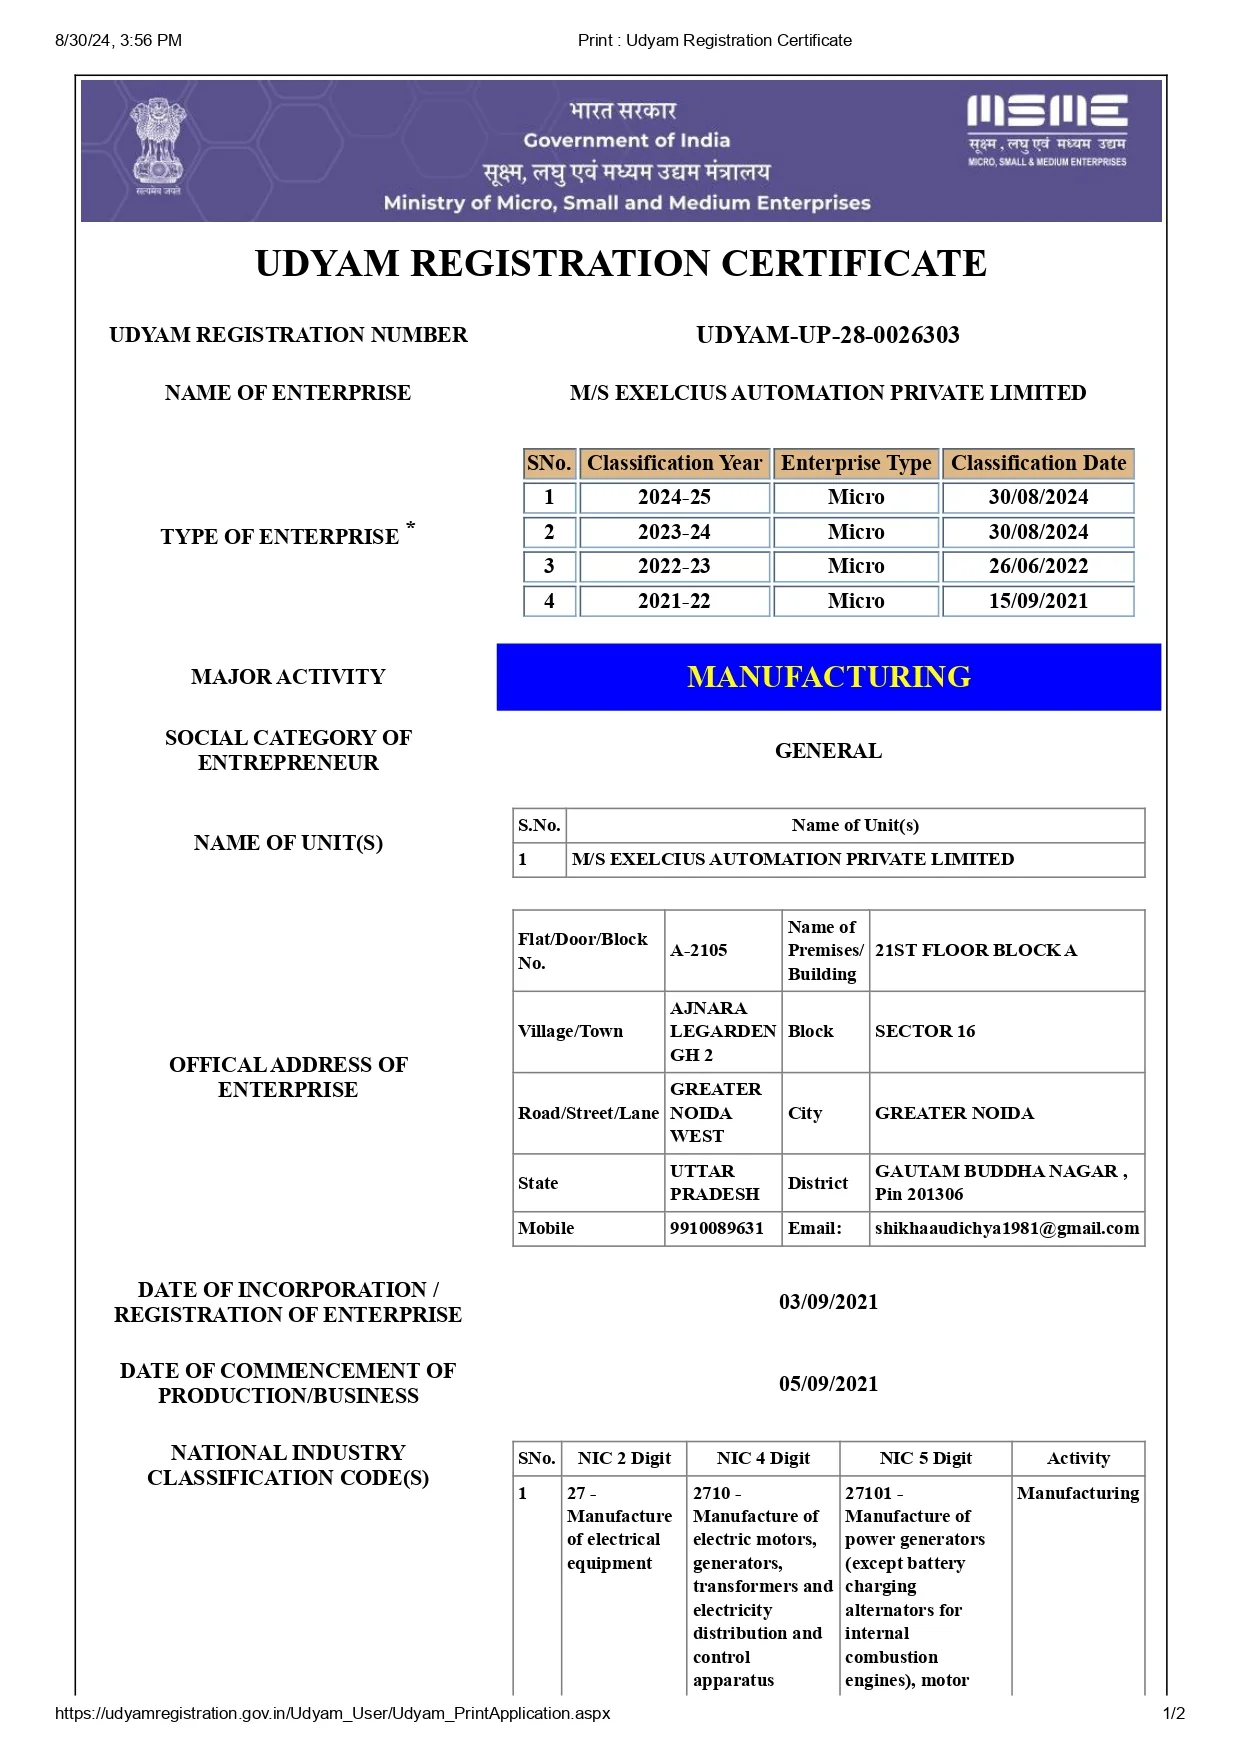 8/30/24, 3:56 PM
Print : Udyam Registration Certificate
भारत सरकार
Government of India
सूक्ष्म, लघु एवं मध्यम उद्यम मंत्रालय
Ministry of Micro, Small and Medium Enterprises
सत्यमेव जयते
MSME
सूक्ष्म , लघु एवं मध्यम उद्यम
MICRO, SMALL & MEDIUM ENTERPRISES
UDYAM REGISTRATION CERTIFICATE
UDYAM REGISTRATION NUMBER UDYAM-UP-28-0026303
NAME OF ENTERPRISE M/S EXELCIUS AUTOMATION PRIVATE LIMITED
TYPE OF ENTERPRISE *
SNo. Classification Year Enterprise Type Classification Date
1 2024-25 Micro 30/08/2024
2 2023-24 Micro 30/08/2024
3 2022-23 Micro 26/06/2022
4 2021-22 Micro 15/09/2021
MAJOR ACTIVITY MANUFACTURING
SOCIAL CATEGORY OF
ENTREPRENEUR
GENERAL
NAME OF UNIT(S)
S.No. Name of Unit(s)
1 M/S EXELCIUS AUTOMATION PRIVATE LIMITED
OFFICAL ADDRESS OF
ENTERPRISE
Flat/Door/Block
No.
A-2105
Name of
Premises/
Building
21ST FLOOR BLOCK A
Village/Town
AJNARA
LEGARDEN
GH 2
Block
SECTOR 16
Road/Street/Lane
GREATER
NOIDA
WEST
City
GREATER NOIDA
State
UTTAR
PRADESH
District
GAUTAM BUDDHA NAGAR ,
Pin 201306
Mobile 9910089631 Email: shikhaaudichya1981@gmail.com
DATE OF INCORPORATION /
REGISTRATION OF ENTERPRISE
03/09/2021
DATE OF COMMENCEMENT OF
PRODUCTION/BUSINESS
05/09/2021
NATIONAL INDUSTRY
CLASSIFICATION CODE(S)
SNo. NIC 2 Digit NIC 4 Digit NIC 5 Digit Activity
1
27 -
Manufacture
of electrical
equipment
2710 -
Manufacture of
electric motors,
generators,
transformers and
electricity
distribution and
control
apparatus
27101 -
Manufacture of
power generators
(except battery
charging
alternators for
internal
combustion
engines), motor
Manufacturing
https://udyamregistration.gov.in/Udyam_User/Udyam_PrintApplication.aspx
1/2